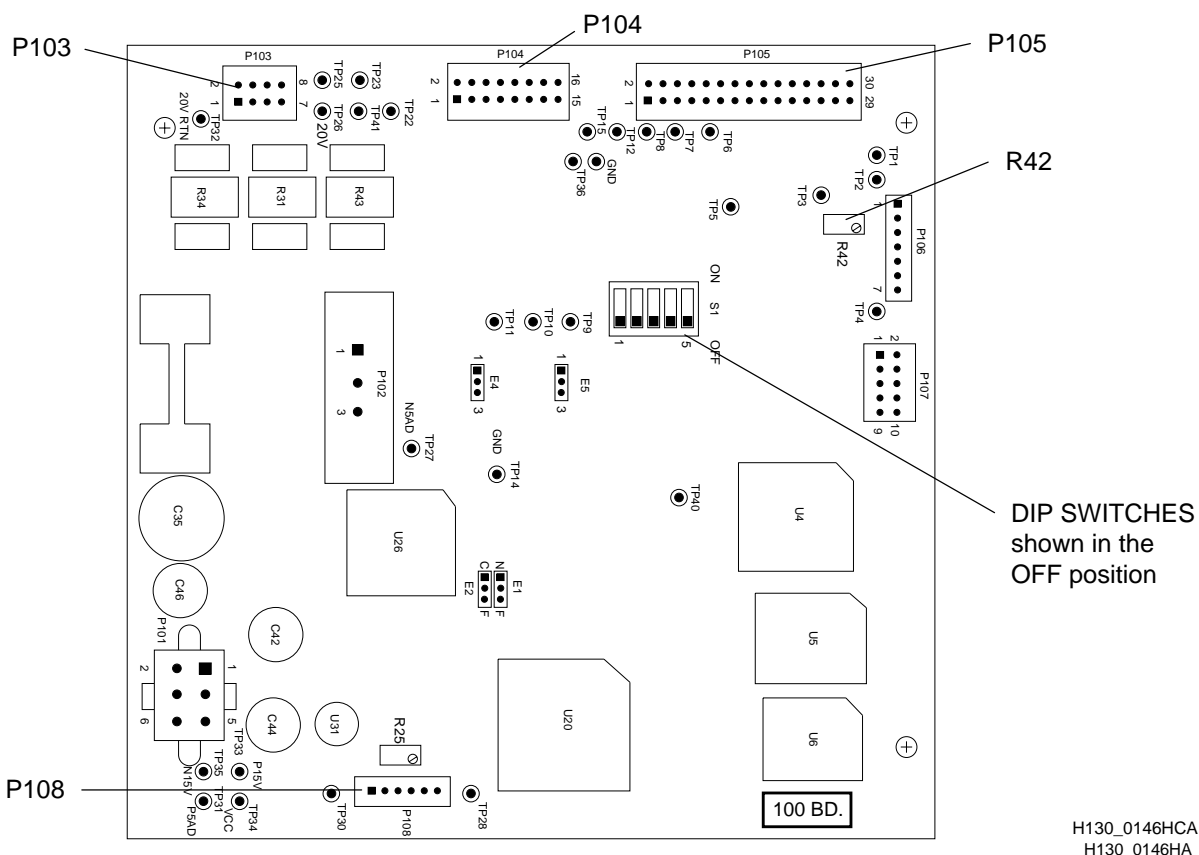 P104
P103
P105
P103
P104
P105
2
1
8
7
TP25
TP23
TP26
TP41
TP22
20V
20V RTN
TP32
2
1
16
15
2
1
30
29
TP15
TP12
TP8
TP7
TP6
TP36
GND
TP1
TP2
TP3
TP5
R42
R34
R31
R43
R42
1
7
P106
TP4
ON
S1
OFF
1
5
TP11
TP10
TP9
1
3
P102
1
E4
3
1
E5
3
1
2
P107
9
10
N5AD
TP27
GND
TP14
TP40
C35
U26
U4
DIP SWITCHES
shown in the
OFF position
C46
C
E2
F
N
E1
F
P101
C42
U5
2
1
6
5
C44
U31
R25
U20
U6
TP33
P15V
TP35
N15V
TP31
P5AD
TP34
VCC
P108
TP30
P108
TP28
100 BD.
H130_0146HCA
H130_0146HA